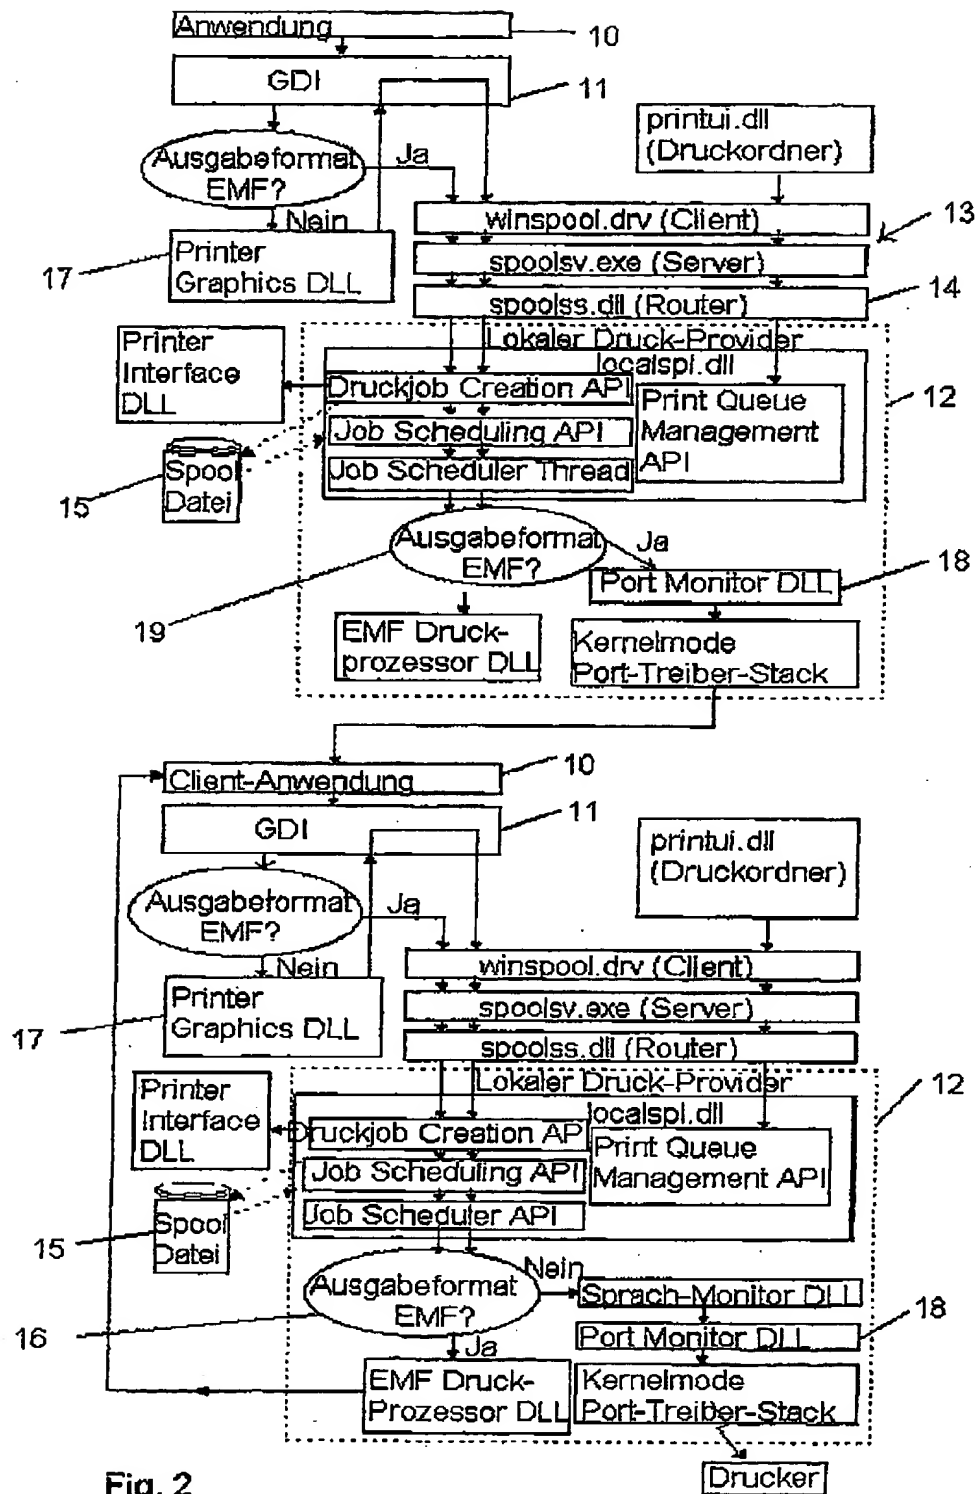 Anwendung
10
GDI
11
printui.dll
(Druckordner)
Ausgabeformat
EMF?
Ja
Nein
winspool.drv (Client)
13
Printer
Graphics DLL
17
spoolsv.exe (Server)
spoolss.dll (Router)
14
Lokaler Druck-Provider
localspl.dll
Printer
Interface
DLL
Druckjob Creation API
Print Queue
Management
API
12
Job Scheduling API
Spool
Datei
15
Job Scheduler Thread
Ausgabeformat
EMF?
Ja
19
Port Monitor DLL
18
EMF Druck-
prozessor DLL
Kernelmode
Port-Treiber-Stack
Client-Anwendung
10
GDI
11
printui.dll
(Druckordner)
Ausgabeformat
EMF?
Ja
Nein
winspool.drv (Client)
Printer
Graphics DLL
17
spoolsv.exe (Server)
spoolss.dll (Router)
Lokaler Druck-Provider
12
localspl.dll
Printer
Interface
DLL
Druckjob Creation AP
Print Queue
Management API
Job Scheduling API
Spool
Datei
15
Job Scheduler API
Ausgabeformat
EMF?
Nein
16
Ja
Sprach-Monitor DLL
Port Monitor DLL
18
EMF Druck-
Prozessor DLL
Kernelmode
Port-Treiber-Stack
Drucker
Fig. 2